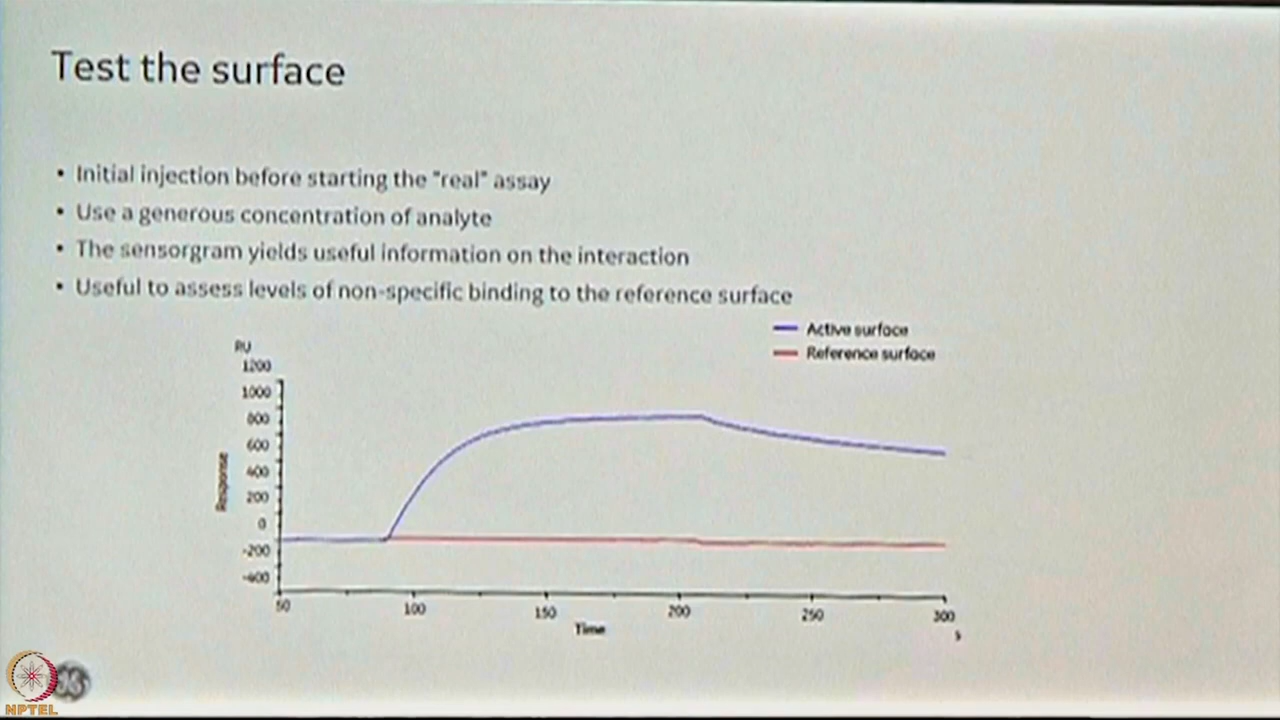 Test the surface
• Initial injection before starting the "real" assay
• Use a generous concentration of analyte
• The sensorgram yields useful information on the interaction
• Useful to assess levels of non-specific binding to the reference surface
Active surface
Reference surface
RU
1200
1000
800
600
400
200
0
-200
-400
Response
50 100 150 200 250 300
Time
s
NPTEL